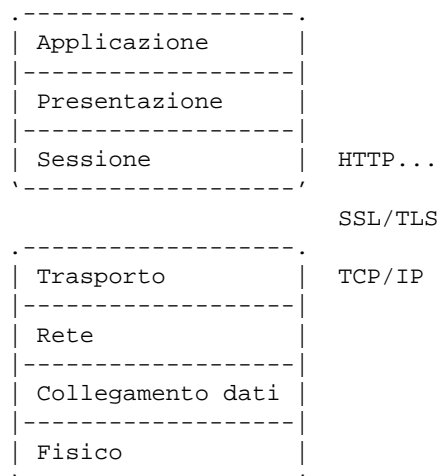 Applicazione
Presentazione
Sessione HTTP...
SSL/TLS
Trasporto TCP/IP
Rete
Collegamento dati
Fisico